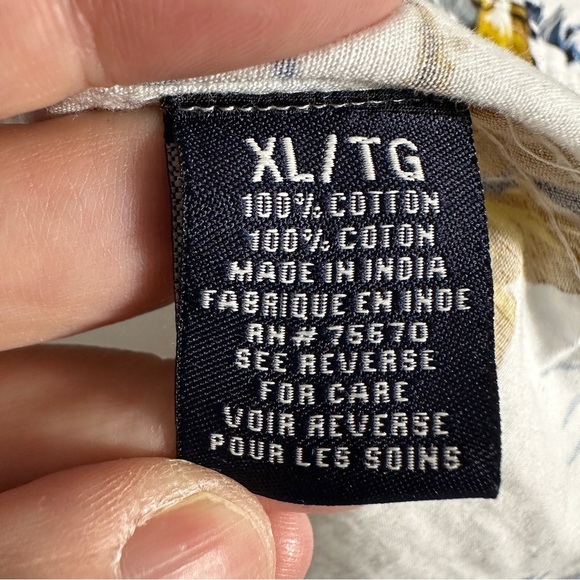 XL/TG
100% COTTON
100% COTON
MADE IN INDIA
FABRIQUE EN INDE
RN# 75670
SEE REVERSE
FOR CARE
VOIR REVERSE
POUR LES SOINS